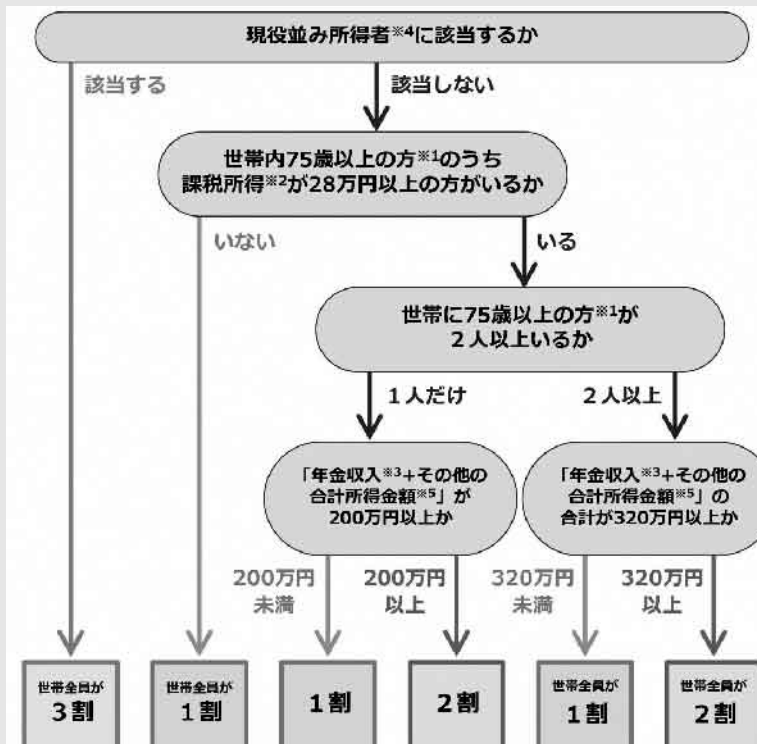 現役並み所得者※4に該当するか
該当する
該当しない
世帯内75歳以上の方※1のうち
課税所得※2が28万円以上の方がいるか
いない
いる
世帯に75歳以上の方※1が
2人以上いるか
1人だけ
2人以上
「年金収入※3+その他の
合計所得金額※5」が
200万円以上か
「年金収入※3+その他の
合計所得金額※5」の
合計が320万円以上か
200万円
未満
200万円
以上
320万円
未満
320万円
以上
世帯全員が
3割
世帯全員が
1割
1割
2割
世帯全員が
1割
世帯全員が
2割